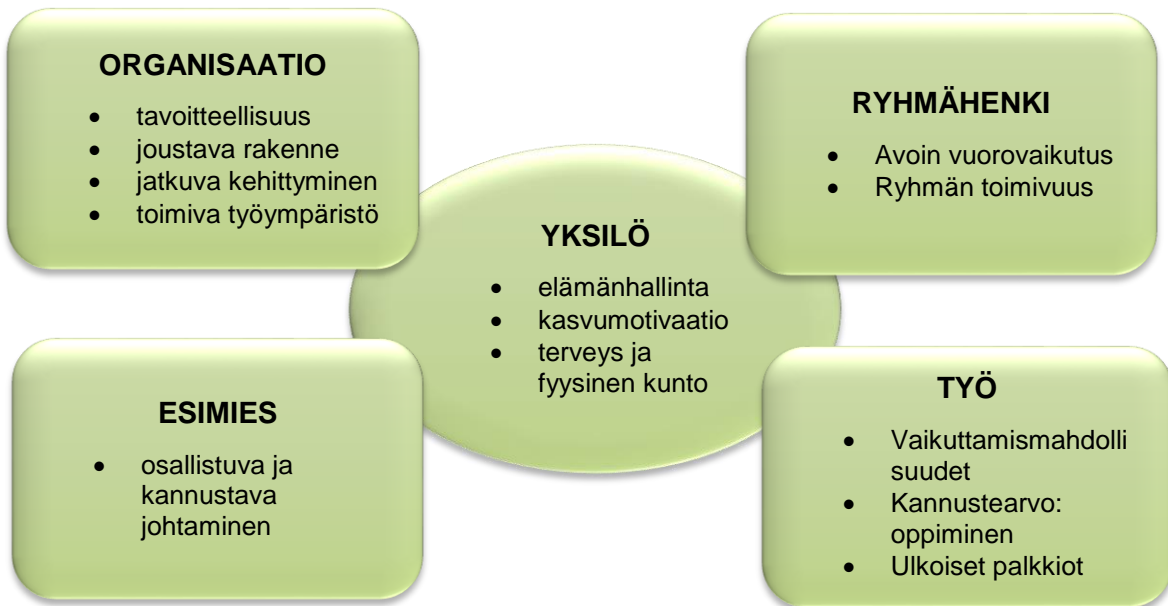 ORGANISAATIO
• tavoitteellisuus
• joustava rakenne
• jatkuva kehittyminen
• toimiva työympäristö
RYHMÄHENKI
• Avoin vuorovaikutus
• Ryhmän toimivuus
YKSILÖ
• elämänhallinta
• kasvumotivaatio
• terveys ja
fyysinen kunto
ESIMIES
• osallistuva ja
kannustava
johtaminen
TYÖ
• Vaikuttamismahdolli
suudet
• Kannustearvo:
oppiminen
• Ulkoiset palkkiot